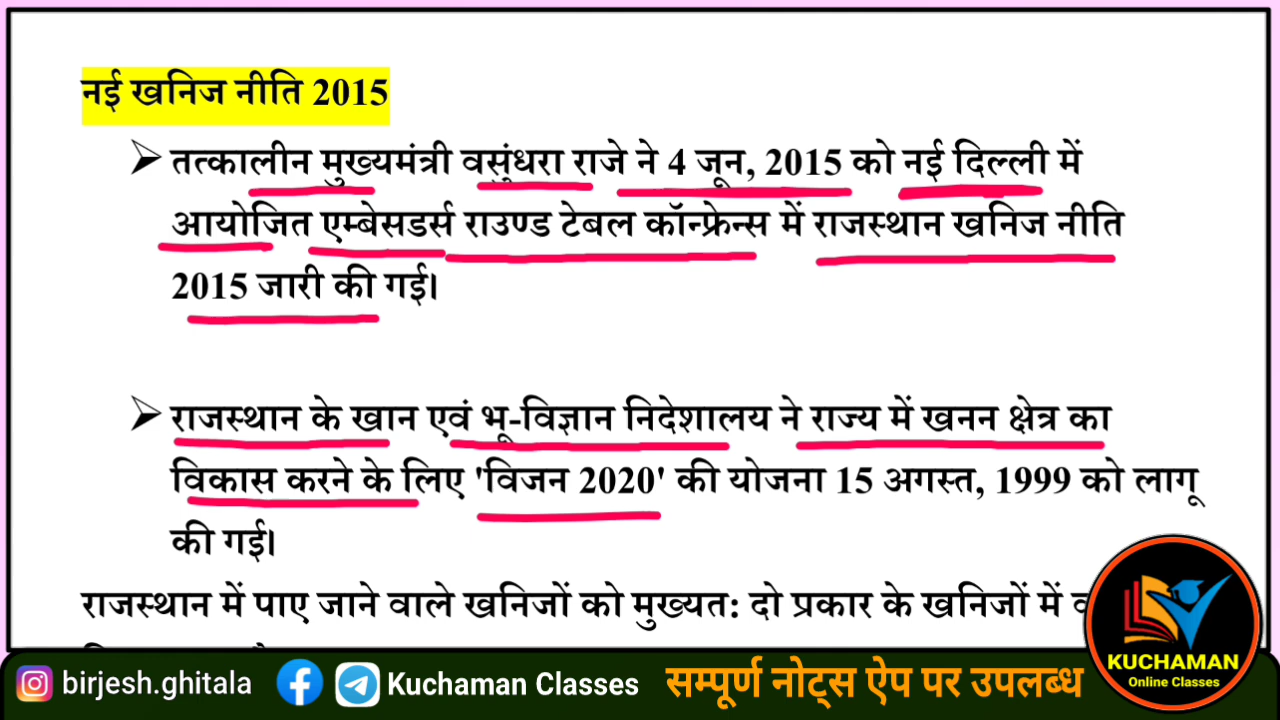 नई खनिज नीति 2015
तत्कालीन मुख्यमंत्री वसुंधरा राजे ने 4 जून, 2015 को नई दिल्ली में
आयोजित एम्बेसडर्स राउण्ड टेबल कॉन्फ्रेन्स में राजस्थान खनिज नीति
2015 जारी की गई।
राजस्थान के खान एवं भू-विज्ञान निदेशालय ने राज्य में खनन क्षेत्र का
विकास करने के लिए 'विजन 2020' की योजना 15 अगस्त, 1999 को लागू
की गई।
राजस्थान में पाए जाने वाले खनिजों को मुख्यत: दो प्रकार के खनिजों में
KUCHAMAN
Online Classes
birjesh.ghitala
Kuchaman Classes
सम्पूर्ण नोट्स ऐप पर उपलब्ध